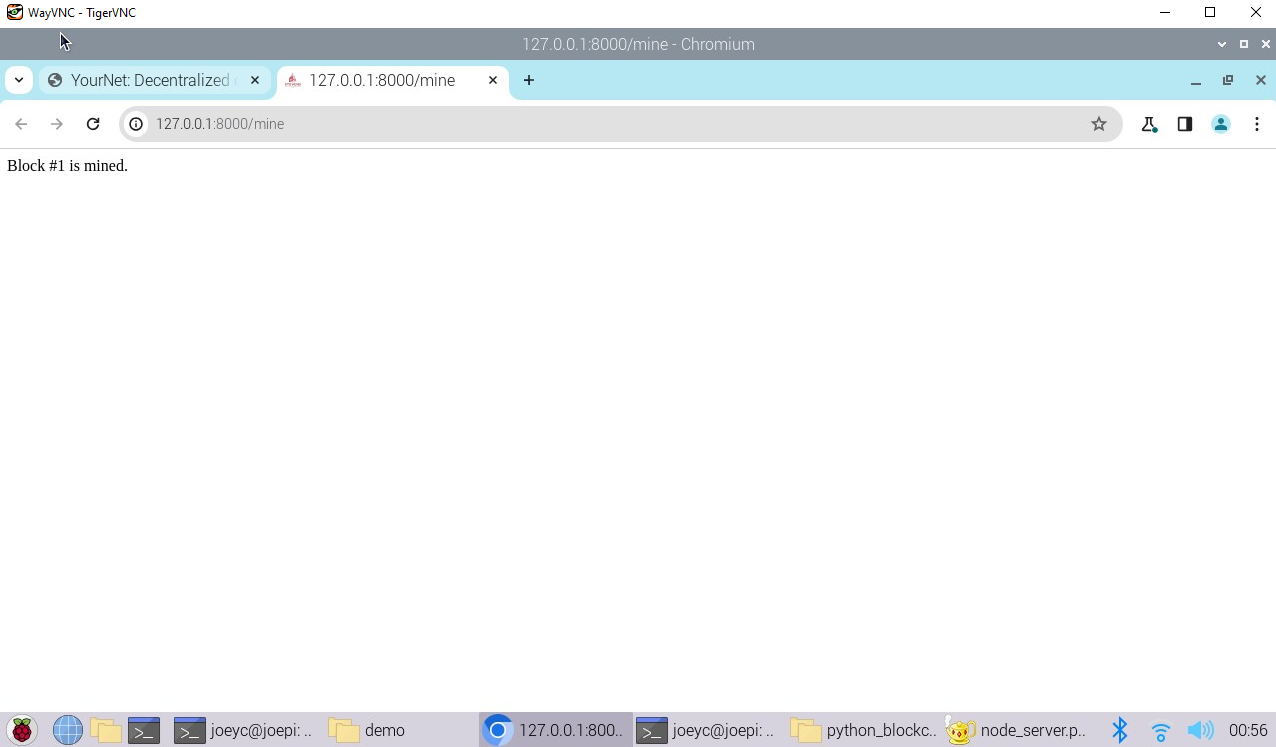 WayVNC - TigerVNC
127.0.0.1:8000/mine - Chromium
YourNet: Decentralized
127.0.0.1:8000/mine
127.0.0.1:8000/mine
Block #1 is mined.
joeyc@joepi: ..
demo
127.0.0.1:800..
joeyc@joepi: ..
python_blockc..
node_server.p..
00:56